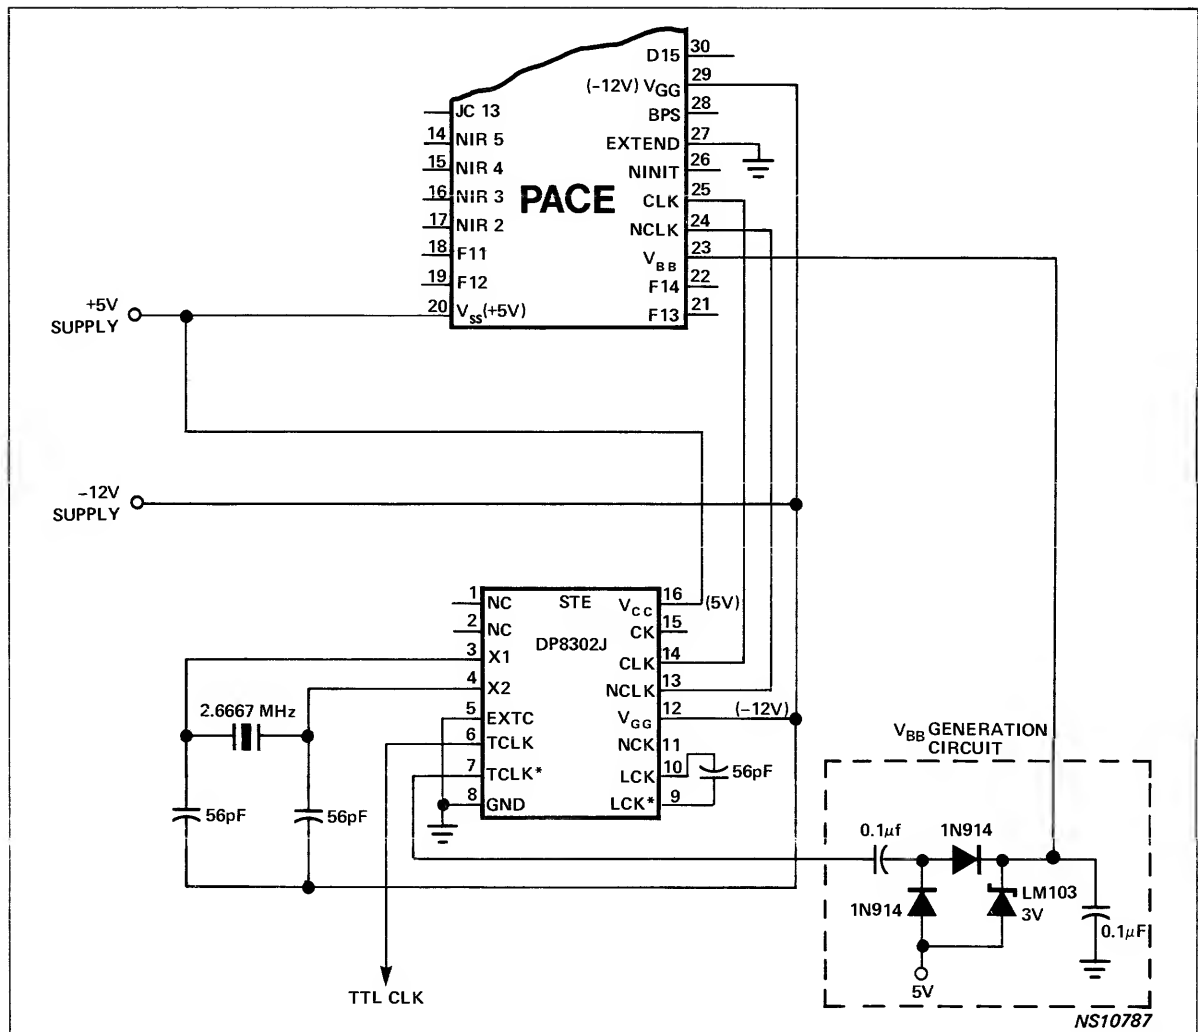 D15 30
(-12V) VGG 29
JC 13
BPS 28
14 NIR 5
EXTEND 27
15 NIR 4
NINIT 26
16 NIR 3
PACE
CLK 25
17 NIR 2
NCLK 24
18 F11
VBB 23
19 F12
F14 22
20 VSS(+5V)
F13 21
+5V
SUPPLY
-12V
SUPPLY
1 NC
STE
VCC 16 (5V)
2 NC
CK 15
3 X1
DP8302J
CLK 14
4 X2
NCLK 13
2.6667 MHz
5 EXTC
VGG 12 (-12V)
6 TCLK
NCK 11
7 TCLK*
LCK 10
56pF
8 GND
LCK* 9
56pF
56pF
VBB GENERATION
CIRCUIT
0.1μf
1N914
1N914
LM103
3V
0.1μF
5V
TTL CLK
NS10787